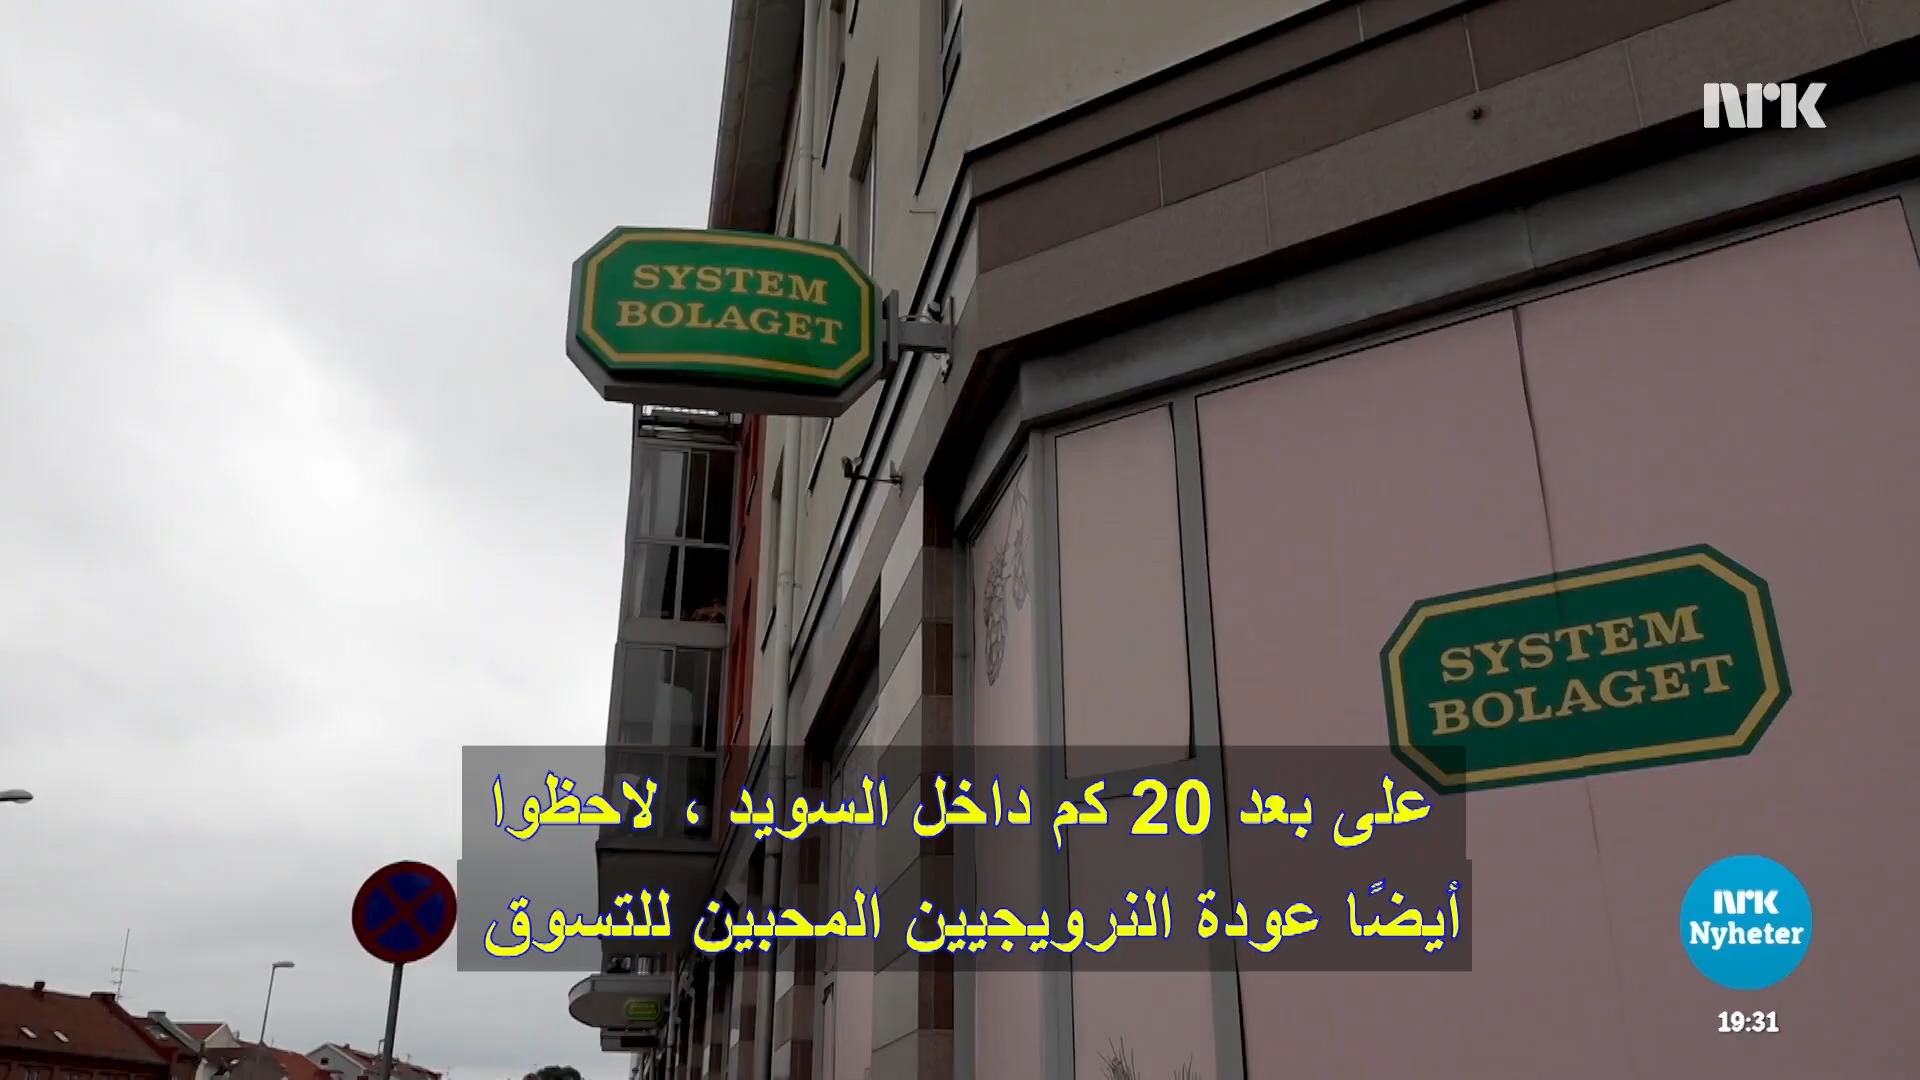 NRK
SYSTEM
BOLAGET
SYSTEM
BOLAGET
على بعد 20 كم داخل السويد ، لاحظوا
أيضًا عودة النرويجيين المحبين للتسوق
NRK
Nyheter
19:31